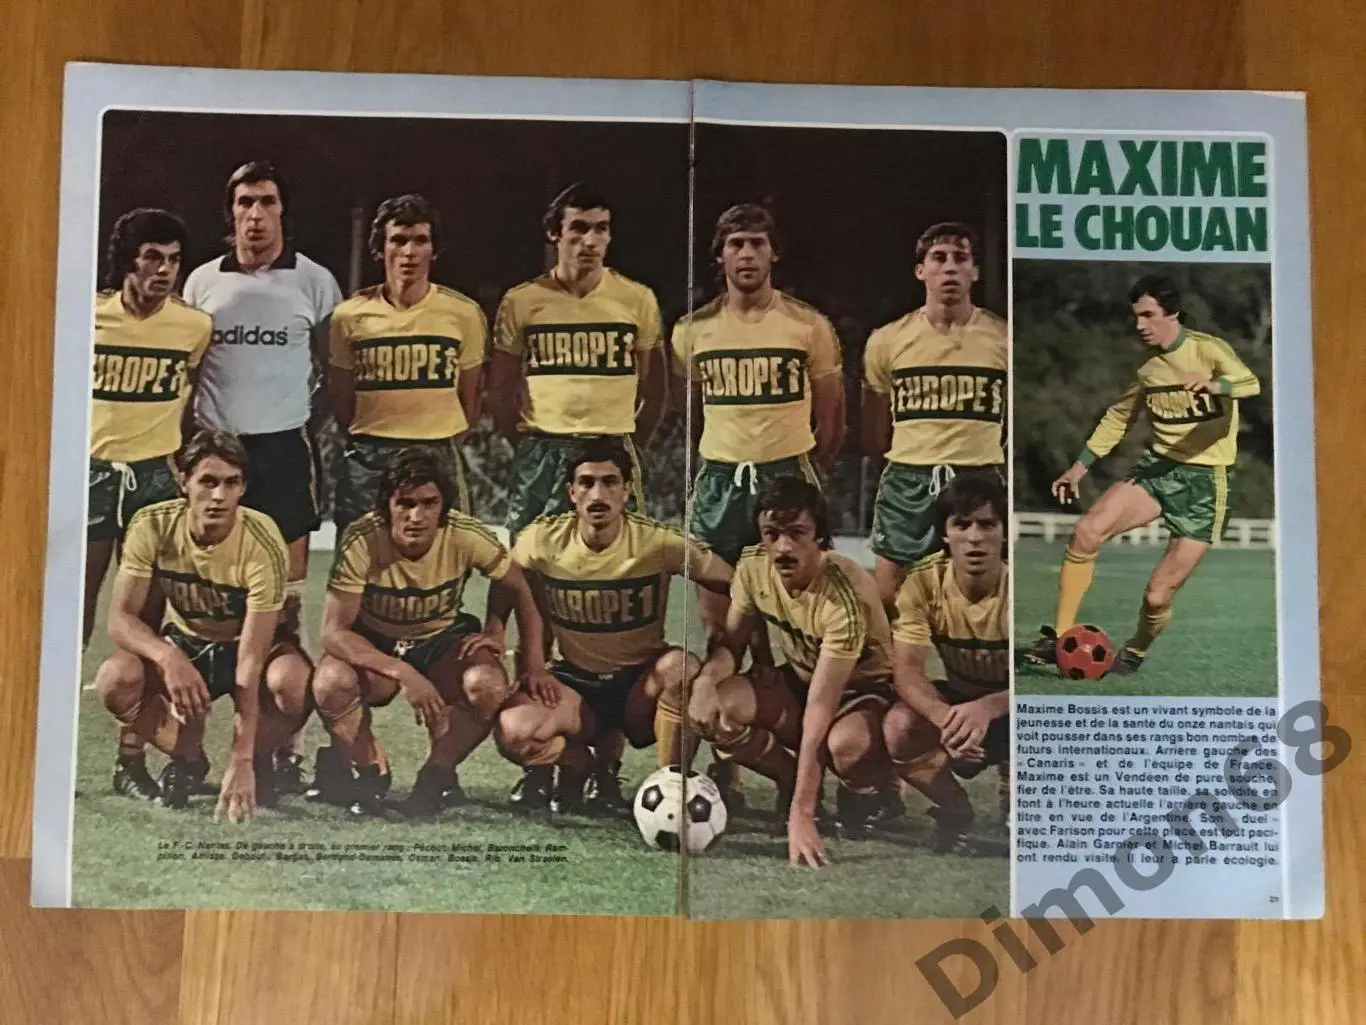 MAXIME
LE CHOUAN
adidas
EUROPE 1
EUROPE 1
EUROPE 1
EUROPE 1
EUROPE 1
EUROPE 1
EUROPE
EUROPE 1
EUROPE 1
Maxime Bossis est un vivant symbole de la
jeunesse et de la santé du onze nantais qui
voit pousser dans ses rangs bon nombre de
futurs internationaux. Arrière gauche des
« Canaris » et de l'équipe de France,
Maxime est un Vendéen de pure souche,
fier de l'être. Sa haute taille, sa solidité en
font à l'heure actuelle l'arrière gauche en
titre en vue de l'Argentine. Son « duel »
avec Farison pour cette place est tout paci-
fique. Alain Garnier et Michel Barrault lui
ont rendu visite. Il leur a parlé écologie.
Le F.-C. Nantes. De gauche à droite, au premier rang : Pécout, Michel, Baronchelli, Ram-
pillon, Amisse. Debout : Bargas, Bertrand-Demanes, Osman, Bossis, Rio, Van Straelen.
Dimon198